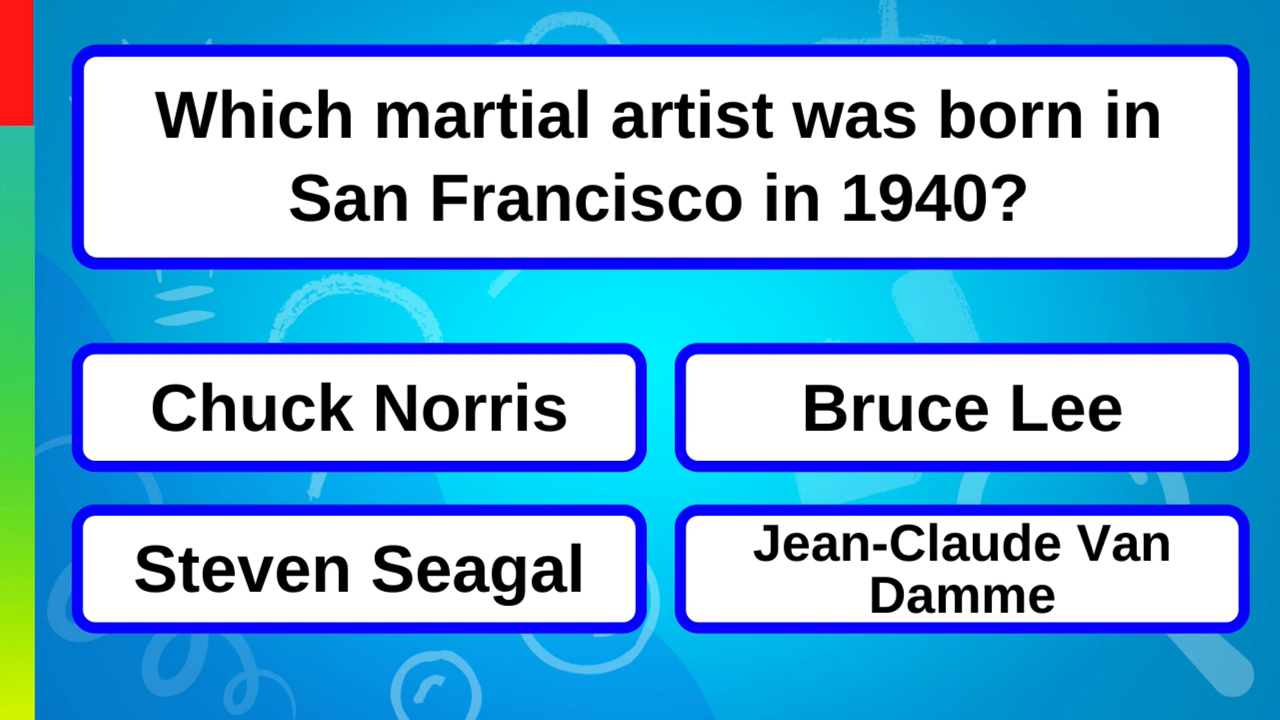 Which martial artist was born in
San Francisco in 1940?
Chuck Norris
Bruce Lee
Steven Seagal
Jean-Claude Van
Damme